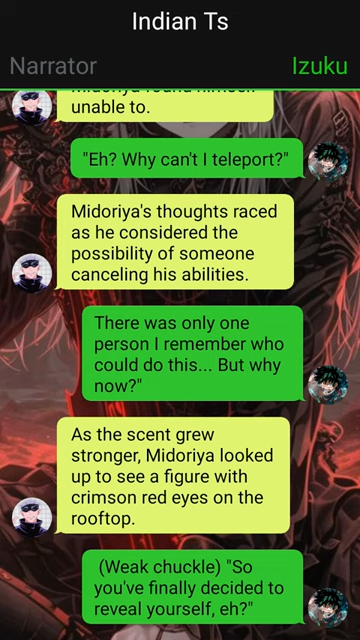 Indian Ts
Narrator
Izuku
unable to.
"Eh? Why can't I teleport?"
Midoriya's thoughts raced
as he considered the
possibility of someone
canceling his abilities.
There was only one
person I remember who
could do this... But why
now?"
As the scent grew
stronger, Midoriya looked
up to see a figure with
crimson red eyes on the
rooftop.
(Weak chuckle) "So
you've finally decided to
reveal yourself, eh?"